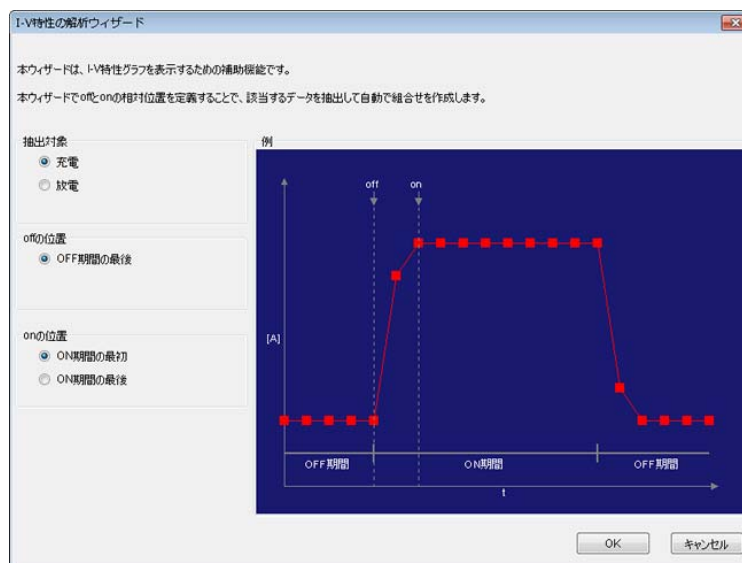 I-V特性の解析ウィザード
本ウィザードは、I-V特性グラフを表示するための補助機能です。
本ウィザードでoffとonの相対位置を定義することで、該当するデータを抽出して自動で組合せを作成します。
抽出対象
充電
放電
offの位置
OFF期間の最後
onの位置
ON期間の最初
ON期間の最後
例
off on
[A]
OFF期間 ON期間 OFF期間
t
OK キャンセル